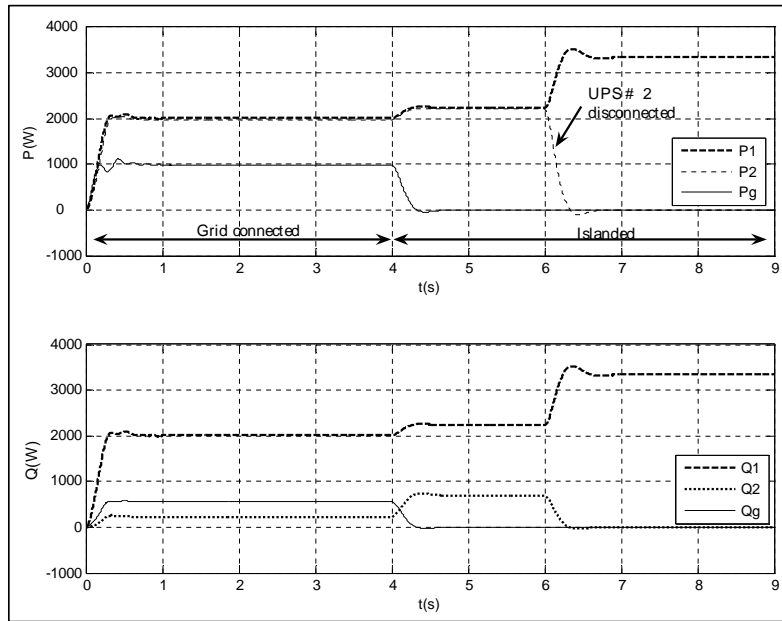 4000
3000
2000
1000
0
-1000
P(W)
UPS # 2
disconnected
P1
P2
Pg
Grid connected
Islanded
0 1 2 3 4 5 6 7 8 9
t(s)
4000
3000
2000
1000
0
-1000
Q(W)
Q1
Q2
Qg
0 1 2 3 4 5 6 7 8 9
t(s)